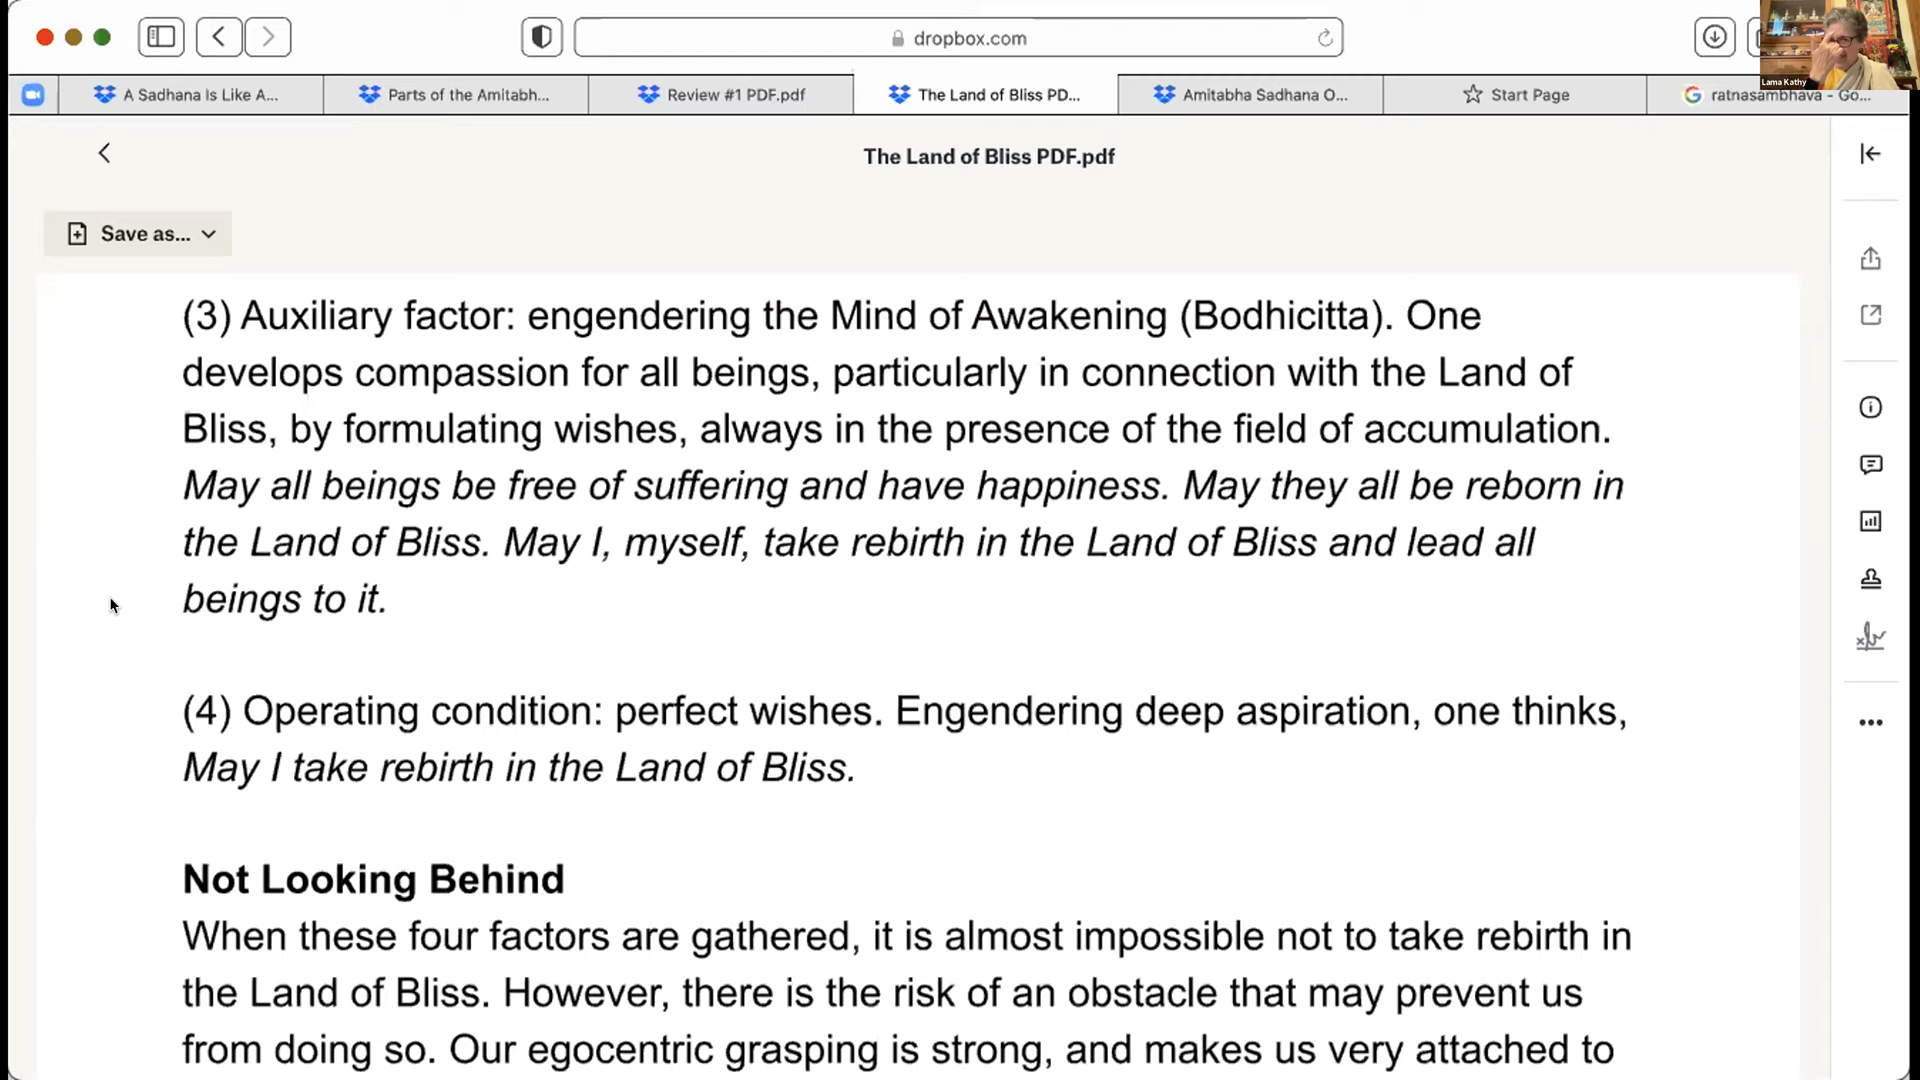 dropbox.com
Lama Kathy
A Sadhana Is Like A...
Parts of the Amitabh...
Review #1 PDF.pdf
The Land of Bliss PD...
Amitabha Sadhana O...
Start Page
ratnasambhava - Go...
The Land of Bliss PDF.pdf
Save as...
(3) Auxiliary factor: engendering the Mind of Awakening (Bodhicitta). One
develops compassion for all beings, particularly in connection with the Land of
Bliss, by formulating wishes, always in the presence of the field of accumulation.
May all beings be free of suffering and have happiness. May they all be reborn in
the Land of Bliss. May I, myself, take rebirth in the Land of Bliss and lead all
beings to it.
(4) Operating condition: perfect wishes. Engendering deep aspiration, one thinks,
May I take rebirth in the Land of Bliss.
Not Looking Behind
When these four factors are gathered, it is almost impossible not to take rebirth in
the Land of Bliss. However, there is the risk of an obstacle that may prevent us
from doing so. Our egocentric grasping is strong, and makes us very attached to